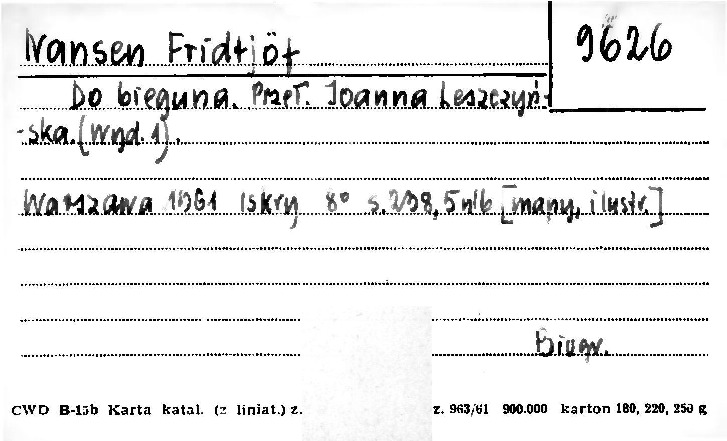 Nansen Fridtjöf
9626
Do bieguna. Przeł. Joanna Leszczyń-
-ska. (Wyd. 1).
Warszawa 1961 Iskry 8° s. 298, 5 nlb [mapy, ilustr.]
Biogr.
CWD B-15b Karta katal. (z liniat.) z. z. 963/61 900.000 karton 180, 220, 250 g